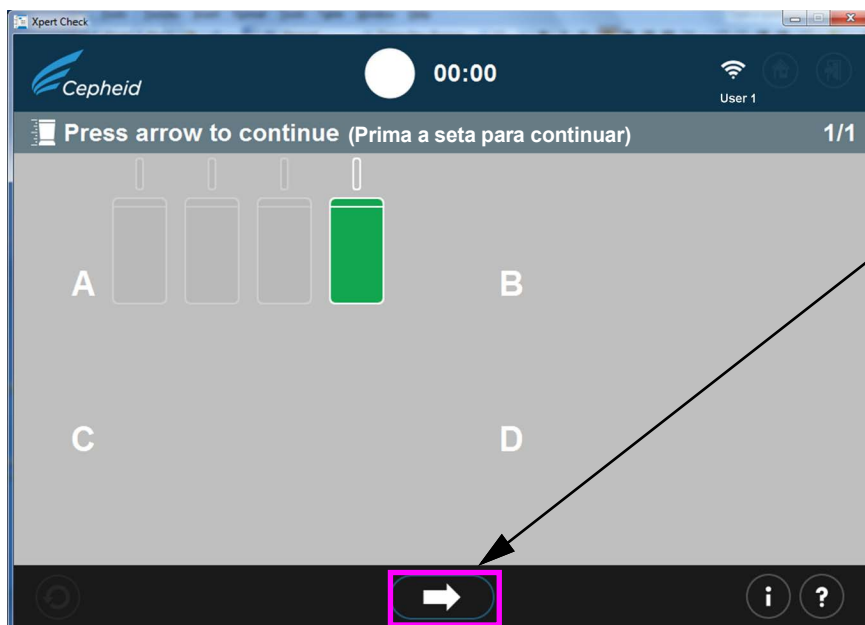 Xpert Check
Cepheid
00:00
User 1
Press arrow to continue (Prima a seta para continuar)
1/1
A
B
C
D
i
?